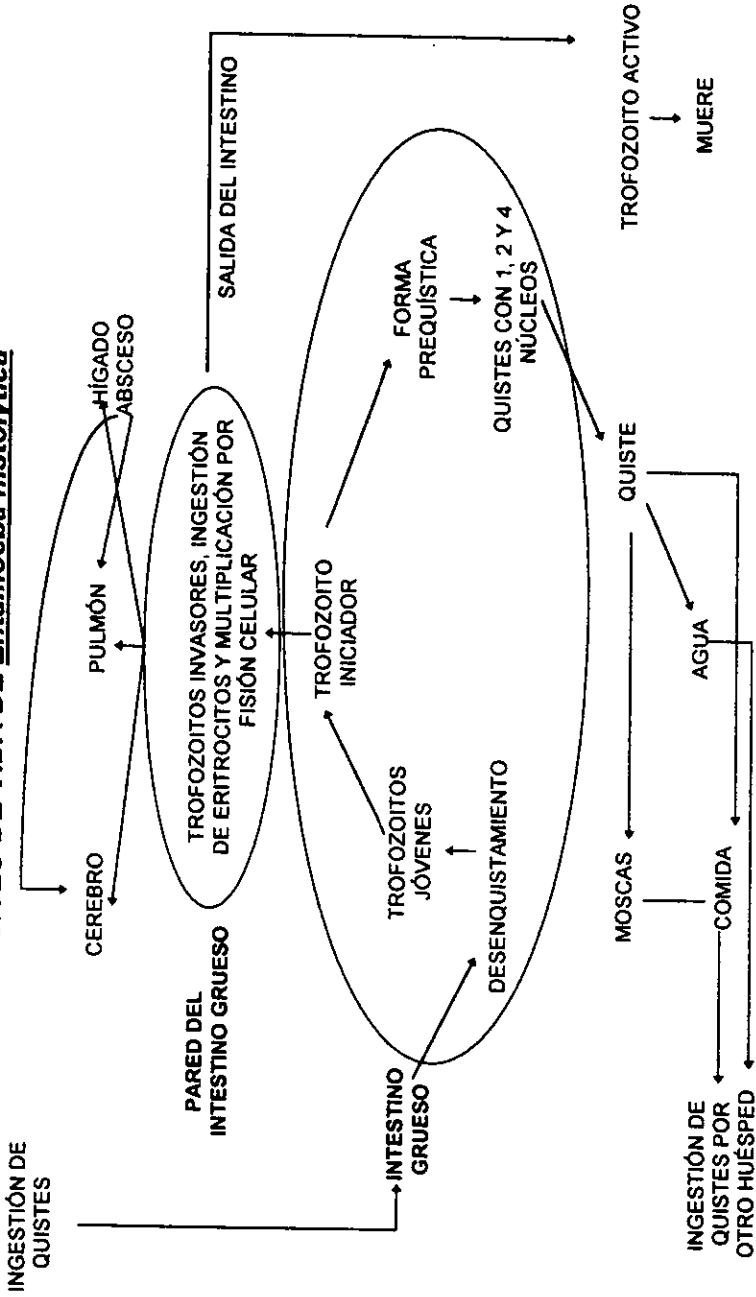 CICLO DE VIDA DE Entamoeba histolytica
INGESTIÓN DE
QUISTES
CEREBRO
PULMÓN
HÍGADO
ABSCESO
PARED DEL
INTESTINO GRUESO
TROFOZOITOS INVASORES, INGESTIÓN
DE ERITROCITOS Y MULTIPLICACIÓN POR
FISIÓN CELULAR
SALIDA DEL INTESTINO
INTESTINO
GRUESO
DESENQUISTAMIENTO
TROFOZOITOS
JÓVENES
TROFOZOITO
INICIADOR
FORMA
PREQUÍSTICA
QUISTES CON 1, 2 Y 4
NÚCLEOS
TROFOZOITO ACTIVO
MUERE
QUISTE
MOSCAS
AGUA
COMIDA
INGESTIÓN DE
QUISTES POR
OTRO HUÉSPED